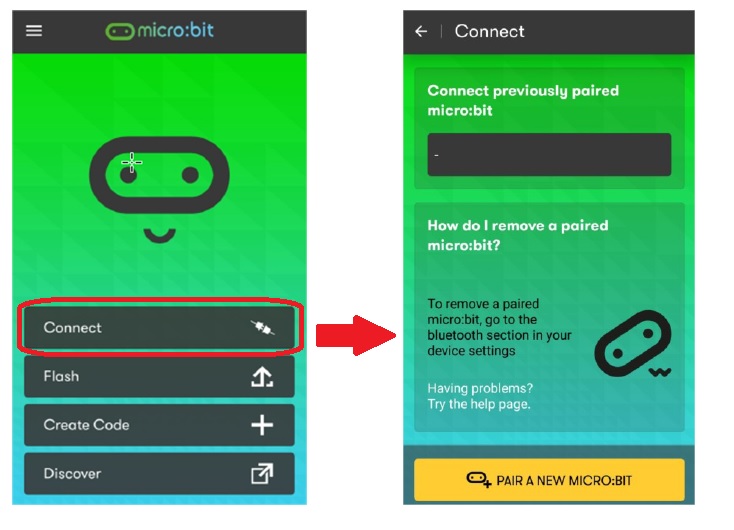 micro:bit
Connect
Flash
Create Code
Discover
Connect
Connect previously paired
micro:bit
-
How do I remove a paired
micro:bit?
To remove a paired
micro:bit, go to the
bluetooth section in your
device settings
Having problems?
Try the help page.
PAIR A NEW MICRO:BIT